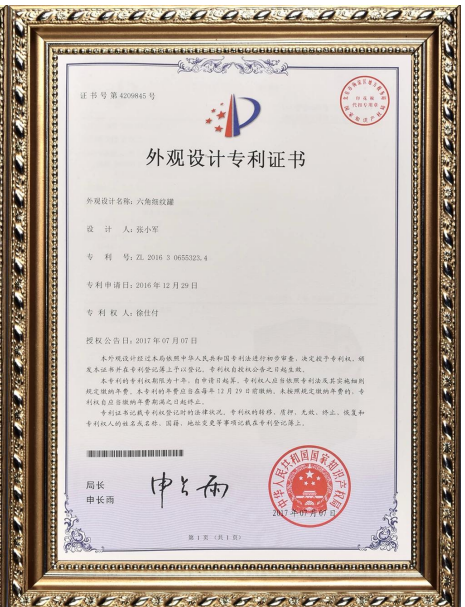 证书号第4209845号
外观设计专利证书
外观设计名称：六角细纹罐
设 计 人：张小军
专 利 号：ZL 2016 3 0655323.4
专利申请日：2016年12月29日
专 利 权 人：徐仕付
授权公告日：2017年07月07日
本外观设计经过本局依照中华人民共和国专利法进行初步审查，决定授予专利权，颁
发本证书并在专利登记簿上予以登记。专利权自授权公告之日起生效。
本专利的专利权期限为十年，自申请日起算。专利权人应当依照专利法及其实施细则
规定缴纳年费。本专利的年费应当在每年12月29日前缴纳。未按照规定缴纳年费的，专
利权自应当缴纳年费期满之日起终止。
专利证书记载专利权登记时的法律状况。专利权的转移、质押、无效、终止、恢复和
专利权人的姓名或名称、国籍、地址变更等事项记载在专利登记簿上。
局长
申长雨
申长雨
中华人民共和国国家知识产权局
2017年07月07日
第1页（共1页）